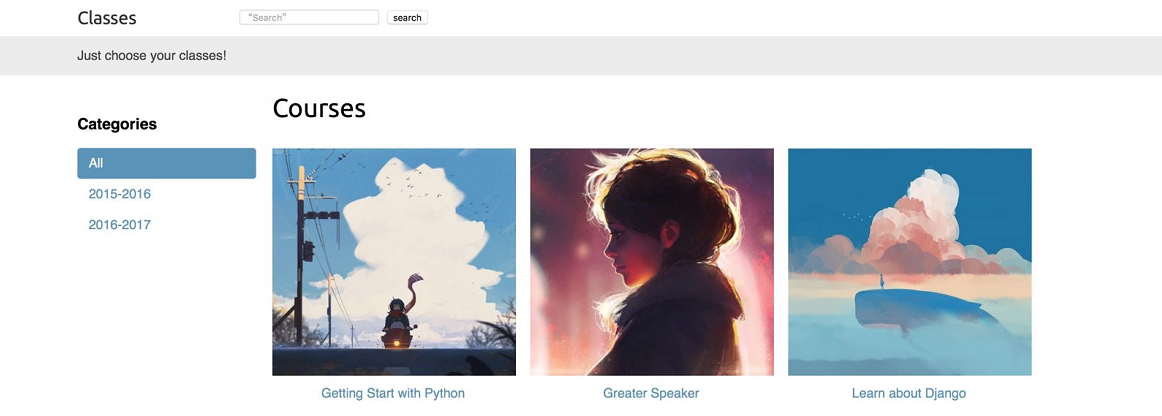 Classes
"Search"
search
Just choose your classes!
Categories
All
2015-2016
2016-2017
Courses
Getting Start with Python
Greater Speaker
Learn about Django